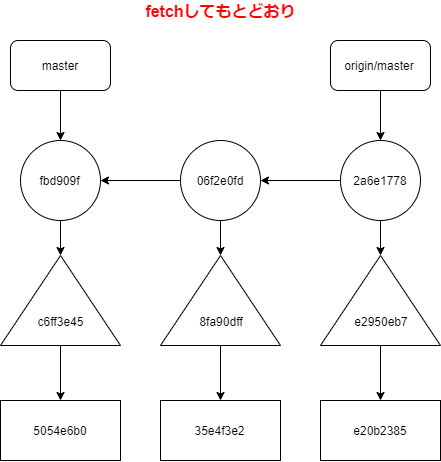 fetchしてもとどおり
master
origin/master
fbd909f
06f2e0fd
2a6e1778
c6ff3e45
8fa90dff
e2950eb7
5054e6b0
35e4f3e2
e20b2385